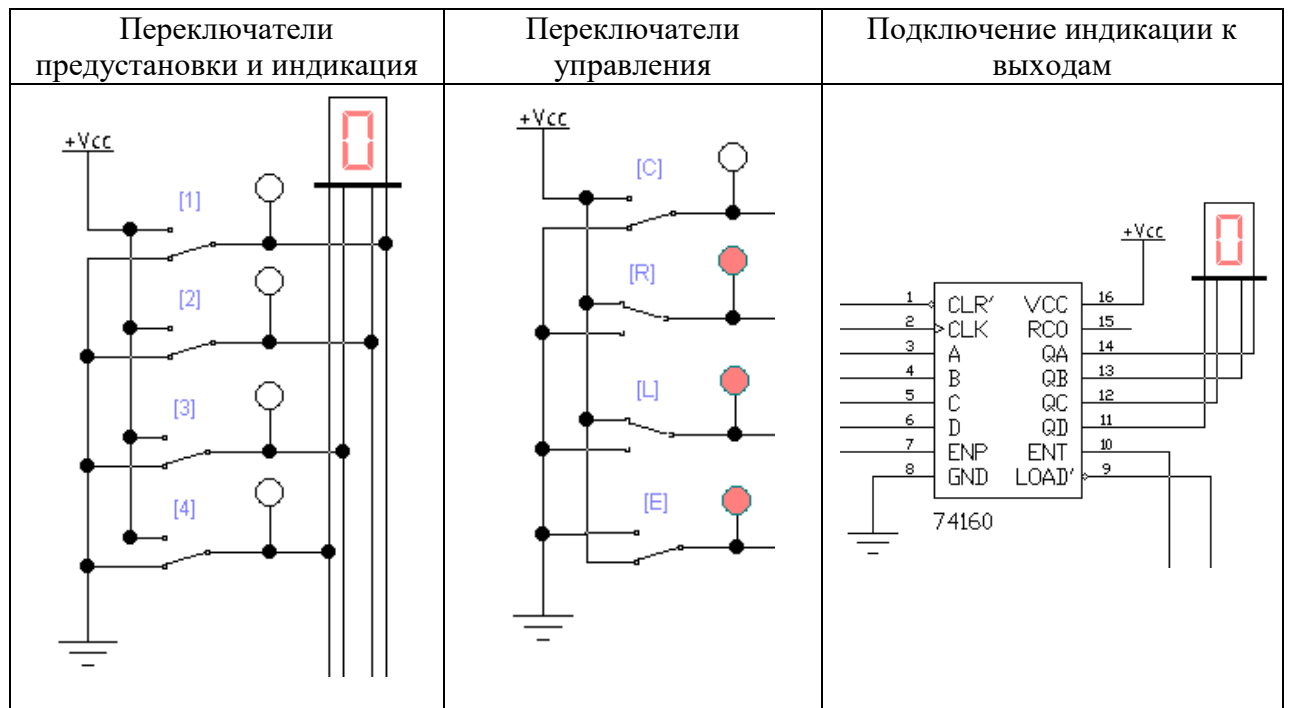 Переключатели
предустановки и индикация
Переключатели
управления
Подключение индикации к
выходам
+Vcc
0
[1]
[2]
[3]
[4]
+Vcc
[C]
[R]
[L]
[E]
0
+Vcc
1 CLR' VCC 16
2 CLK RCO 15
3 A QA 14
4 B QB 13
5 C QC 12
6 D QD 11
7 ENP ENT 10
8 GND LOAD' 9
74160